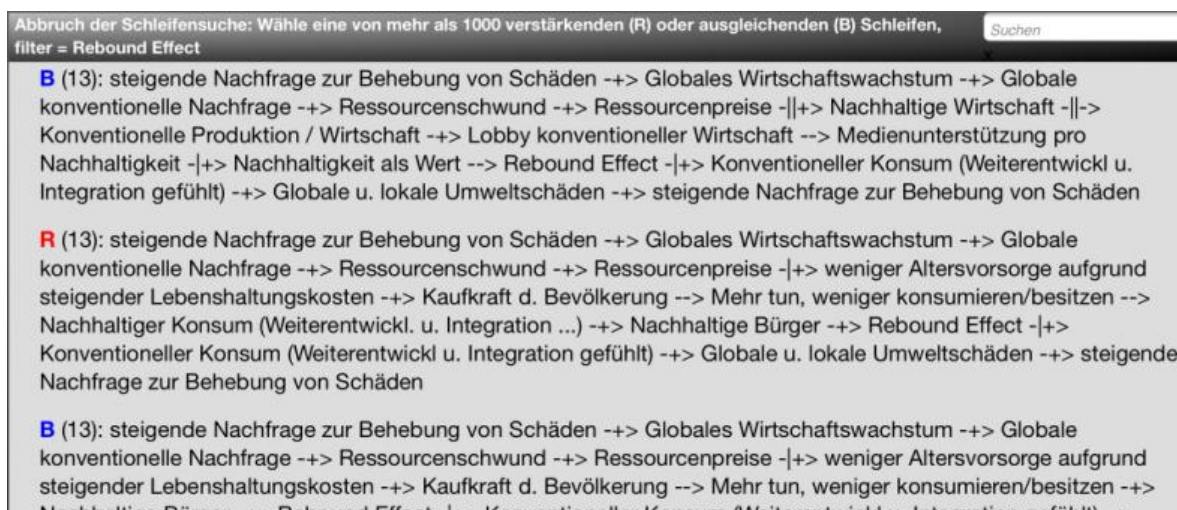 Abbruch der Schleifensuche: Wähle eine von mehr als 1000 verstärkenden (R) oder ausgleichenden (B) Schleifen,
filter = Rebound Effect
Suchen
B (13): steigende Nachfrage zur Behebung von Schäden -+> Globales Wirtschaftswachstum -+> Globale
konventionelle Nachfrage -+> Ressourcenschwund -+> Ressourcenpreise -||+> Nachhaltige Wirtschaft -||->
Konventionelle Produktion / Wirtschaft -+> Lobby konventioneller Wirtschaft --> Medienunterstützung pro
Nachhaltigkeit -|+> Nachhaltigkeit als Wert --> Rebound Effect -|+> Konventioneller Konsum (Weiterentwickl u.
Integration gefühlt) -+> Globale u. lokale Umweltschäden -+> steigende Nachfrage zur Behebung von Schäden
R (13): steigende Nachfrage zur Behebung von Schäden -+> Globales Wirtschaftswachstum -+> Globale
konventionelle Nachfrage -+> Ressourcenschwund -+> Ressourcenpreise -|+> weniger Altersvorsorge aufgrund
steigender Lebenshaltungskosten -+> Kaufkraft d. Bevölkerung --> Mehr tun, weniger konsumieren/besitzen -->
Nachhaltiger Konsum (Weiterentwickl. u. Integration ...) -+> Nachhaltige Bürger -+> Rebound Effect -|+>
Konventioneller Konsum (Weiterentwickl u. Integration gefühlt) -+> Globale u. lokale Umweltschäden -+> steigende
Nachfrage zur Behebung von Schäden
B (13): steigende Nachfrage zur Behebung von Schäden -+> Globales Wirtschaftswachstum -+> Globale
konventionelle Nachfrage -+> Ressourcenschwund -+> Ressourcenpreise -|+> weniger Altersvorsorge aufgrund
steigender Lebenshaltungskosten -+> Kaufkraft d. Bevölkerung --> Mehr tun, weniger konsumieren/besitzen -+>